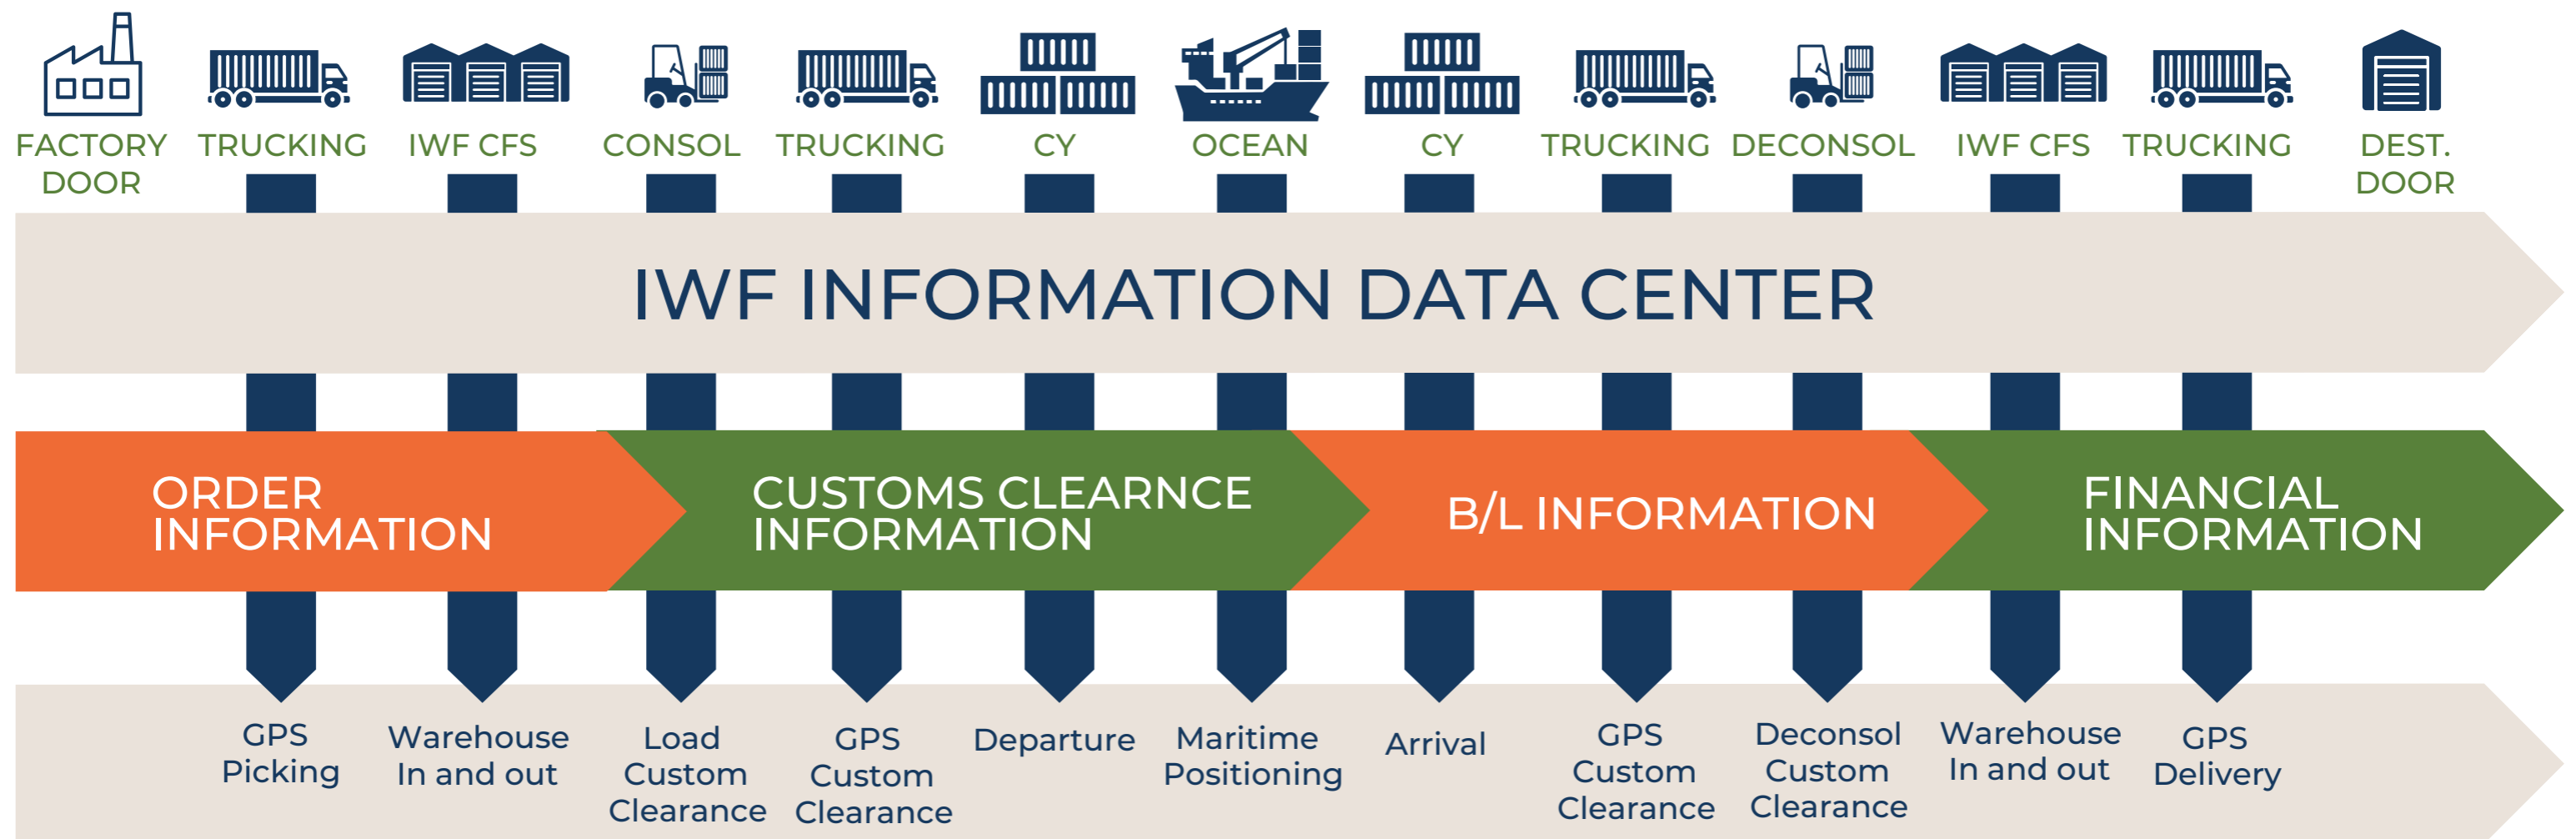 FACTORY
DOOR
TRUCKING
IWF CFS
CONSOL
TRUCKING
CY
OCEAN
CY
TRUCKING
DECONSOL
IWF CFS
TRUCKING
DEST.
DOOR
IWF INFORMATION DATA CENTER
ORDER
INFORMATION
CUSTOMS CLEARNCE
INFORMATION
B/L INFORMATION
FINANCIAL
INFORMATION
GPS
Picking
Warehouse
In and out
Load
Custom
Clearance
GPS
Custom
Clearance
Departure
Maritime
Positioning
Arrival
GPS
Custom
Clearance
Deconsol
Custom
Clearance
Warehouse
In and out
GPS
Delivery